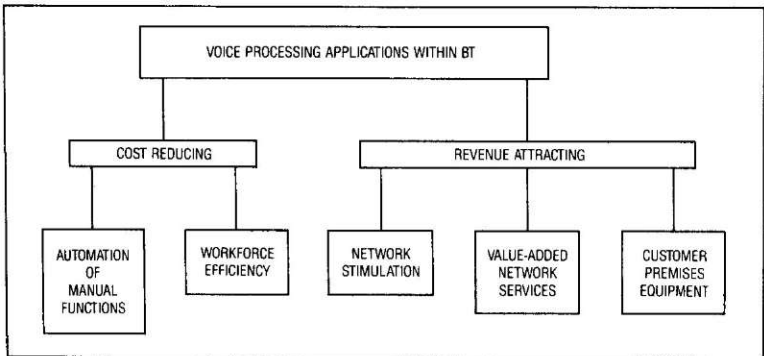 VOICE PROCESSING APPLICATIONS WITHIN BT
COST REDUCING
REVENUE ATTRACTING
AUTOMATION
OF
MANUAL
FUNCTIONS
WORKFORCE
EFFICIENCY
NETWORK
STIMULATION
VALUE-ADDED
NETWORK
SERVICES
CUSTOMER
PREMISES
EQUIPMENT